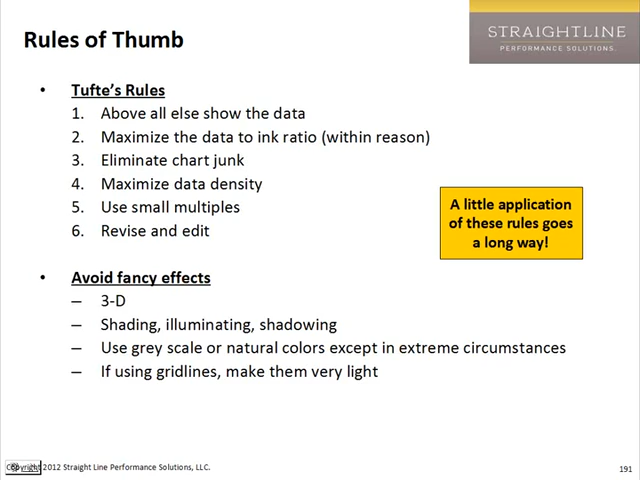 Rules of Thumb
STRAIGHTLINE
PERFORMANCE SOLUTIONS.
• Tufte's Rules
1. Above all else show the data
2. Maximize the data to ink ratio (within reason)
3. Eliminate chart junk
4. Maximize data density
5. Use small multiples
6. Revise and edit
A little application
of these rules goes
a long way!
• Avoid fancy effects
– 3-D
– Shading, illuminating, shadowing
– Use grey scale or natural colors except in extreme circumstances
– If using gridlines, make them very light
Copyright 2012 Straight Line Performance Solutions, LLC.
191